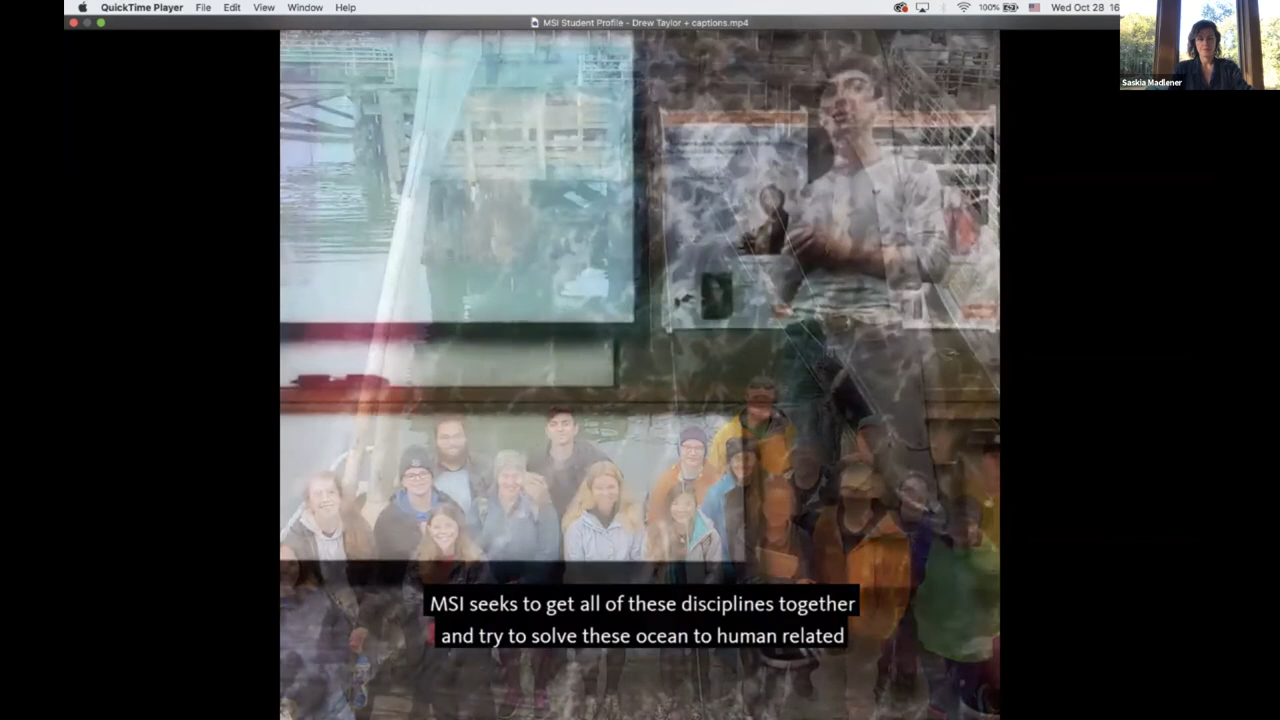 QuickTime Player File Edit View Window Help 100% Wed Oct 28 16
MSI Student Profile - Drew Taylor + captions.mp4
Saskia Madlener
MSI seeks to get all of these disciplines together
and try to solve these ocean to human related